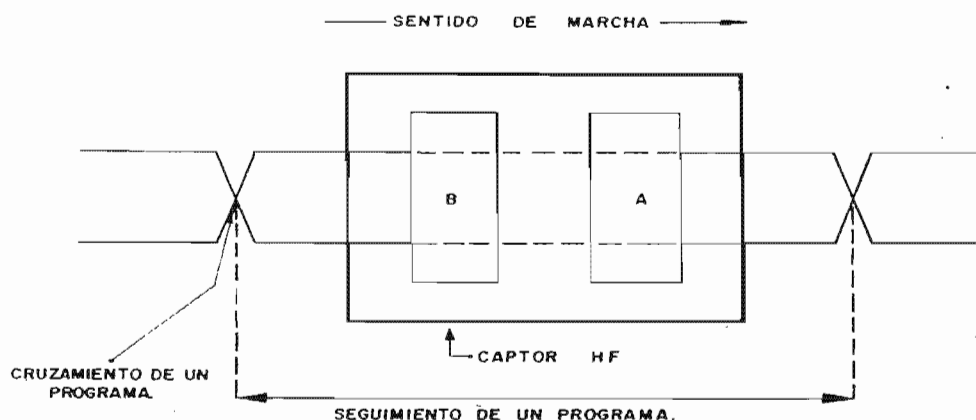 SENTIDO DE MARCHA
B
A
CAPTOR HF
CRUZAMIENTO DE UN
PROGRAMA.
SEGUIMIENTO DE UN PROGRAMA.